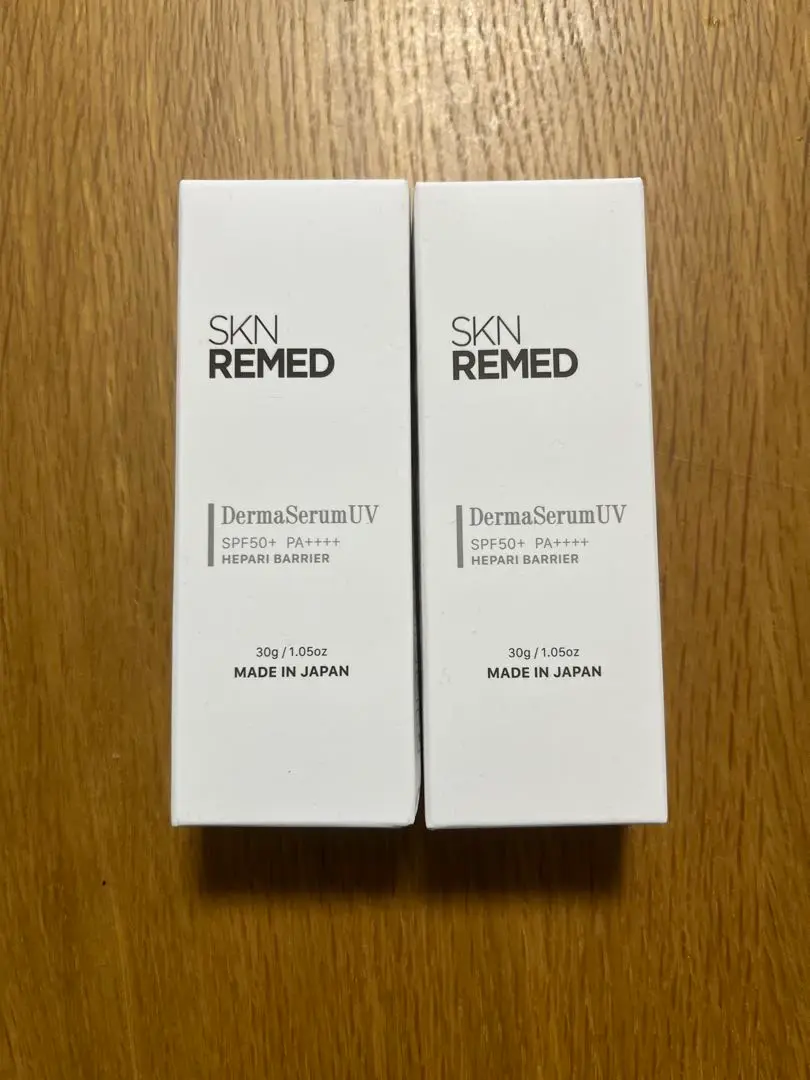 SKN
REMED
DermaSerumUV
SPF50+ PA++++
HEPARI BARRIER
30g / 1.05oz
MADE IN JAPAN
SKN
REMED
DermaSerumUV
SPF50+ PA++++
HEPARI BARRIER
30g / 1.05oz
MADE IN JAPAN